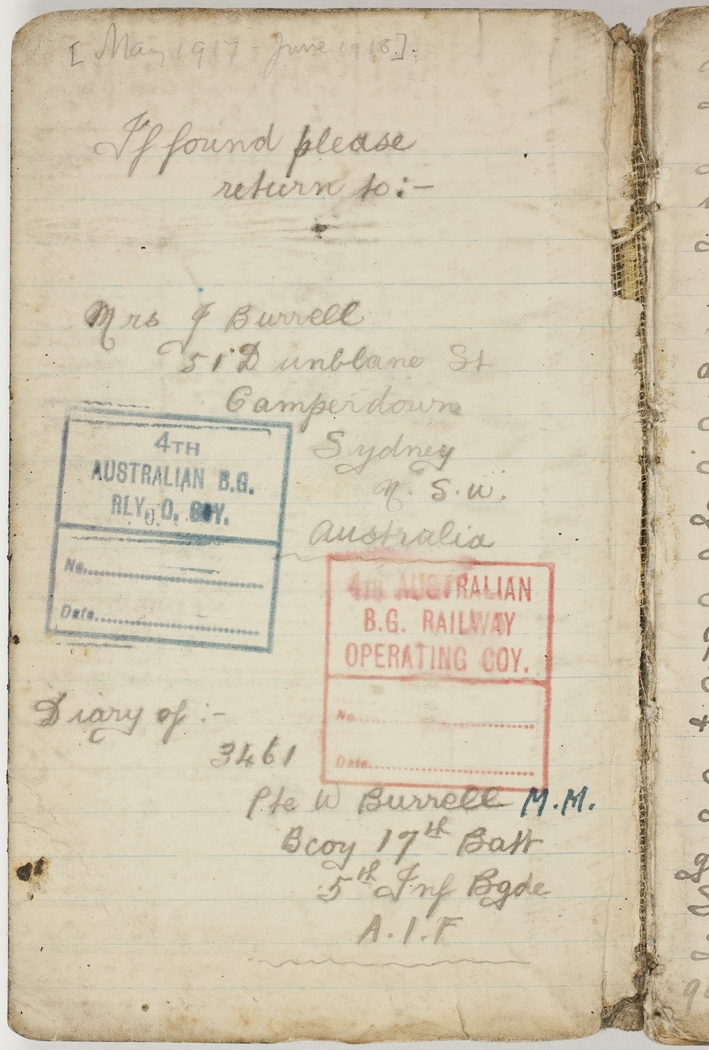 [May 1917 - June 1918].
If found please
return to:-
Mrs J Burrell
51 Dunblane St
Camperdown
Sydney
N. S.W.
Australia
4TH
AUSTRALIAN B.G.
RLY. O. COY.
No.
Date
4TH AUSTRALIAN
B.G. RAILWAY
OPERATING COY.
No.
Date
Diary of :-
3461
Pte W Burrell M.M.
Bcoy 17th Batt
5th Inf Bgde
A.I.F